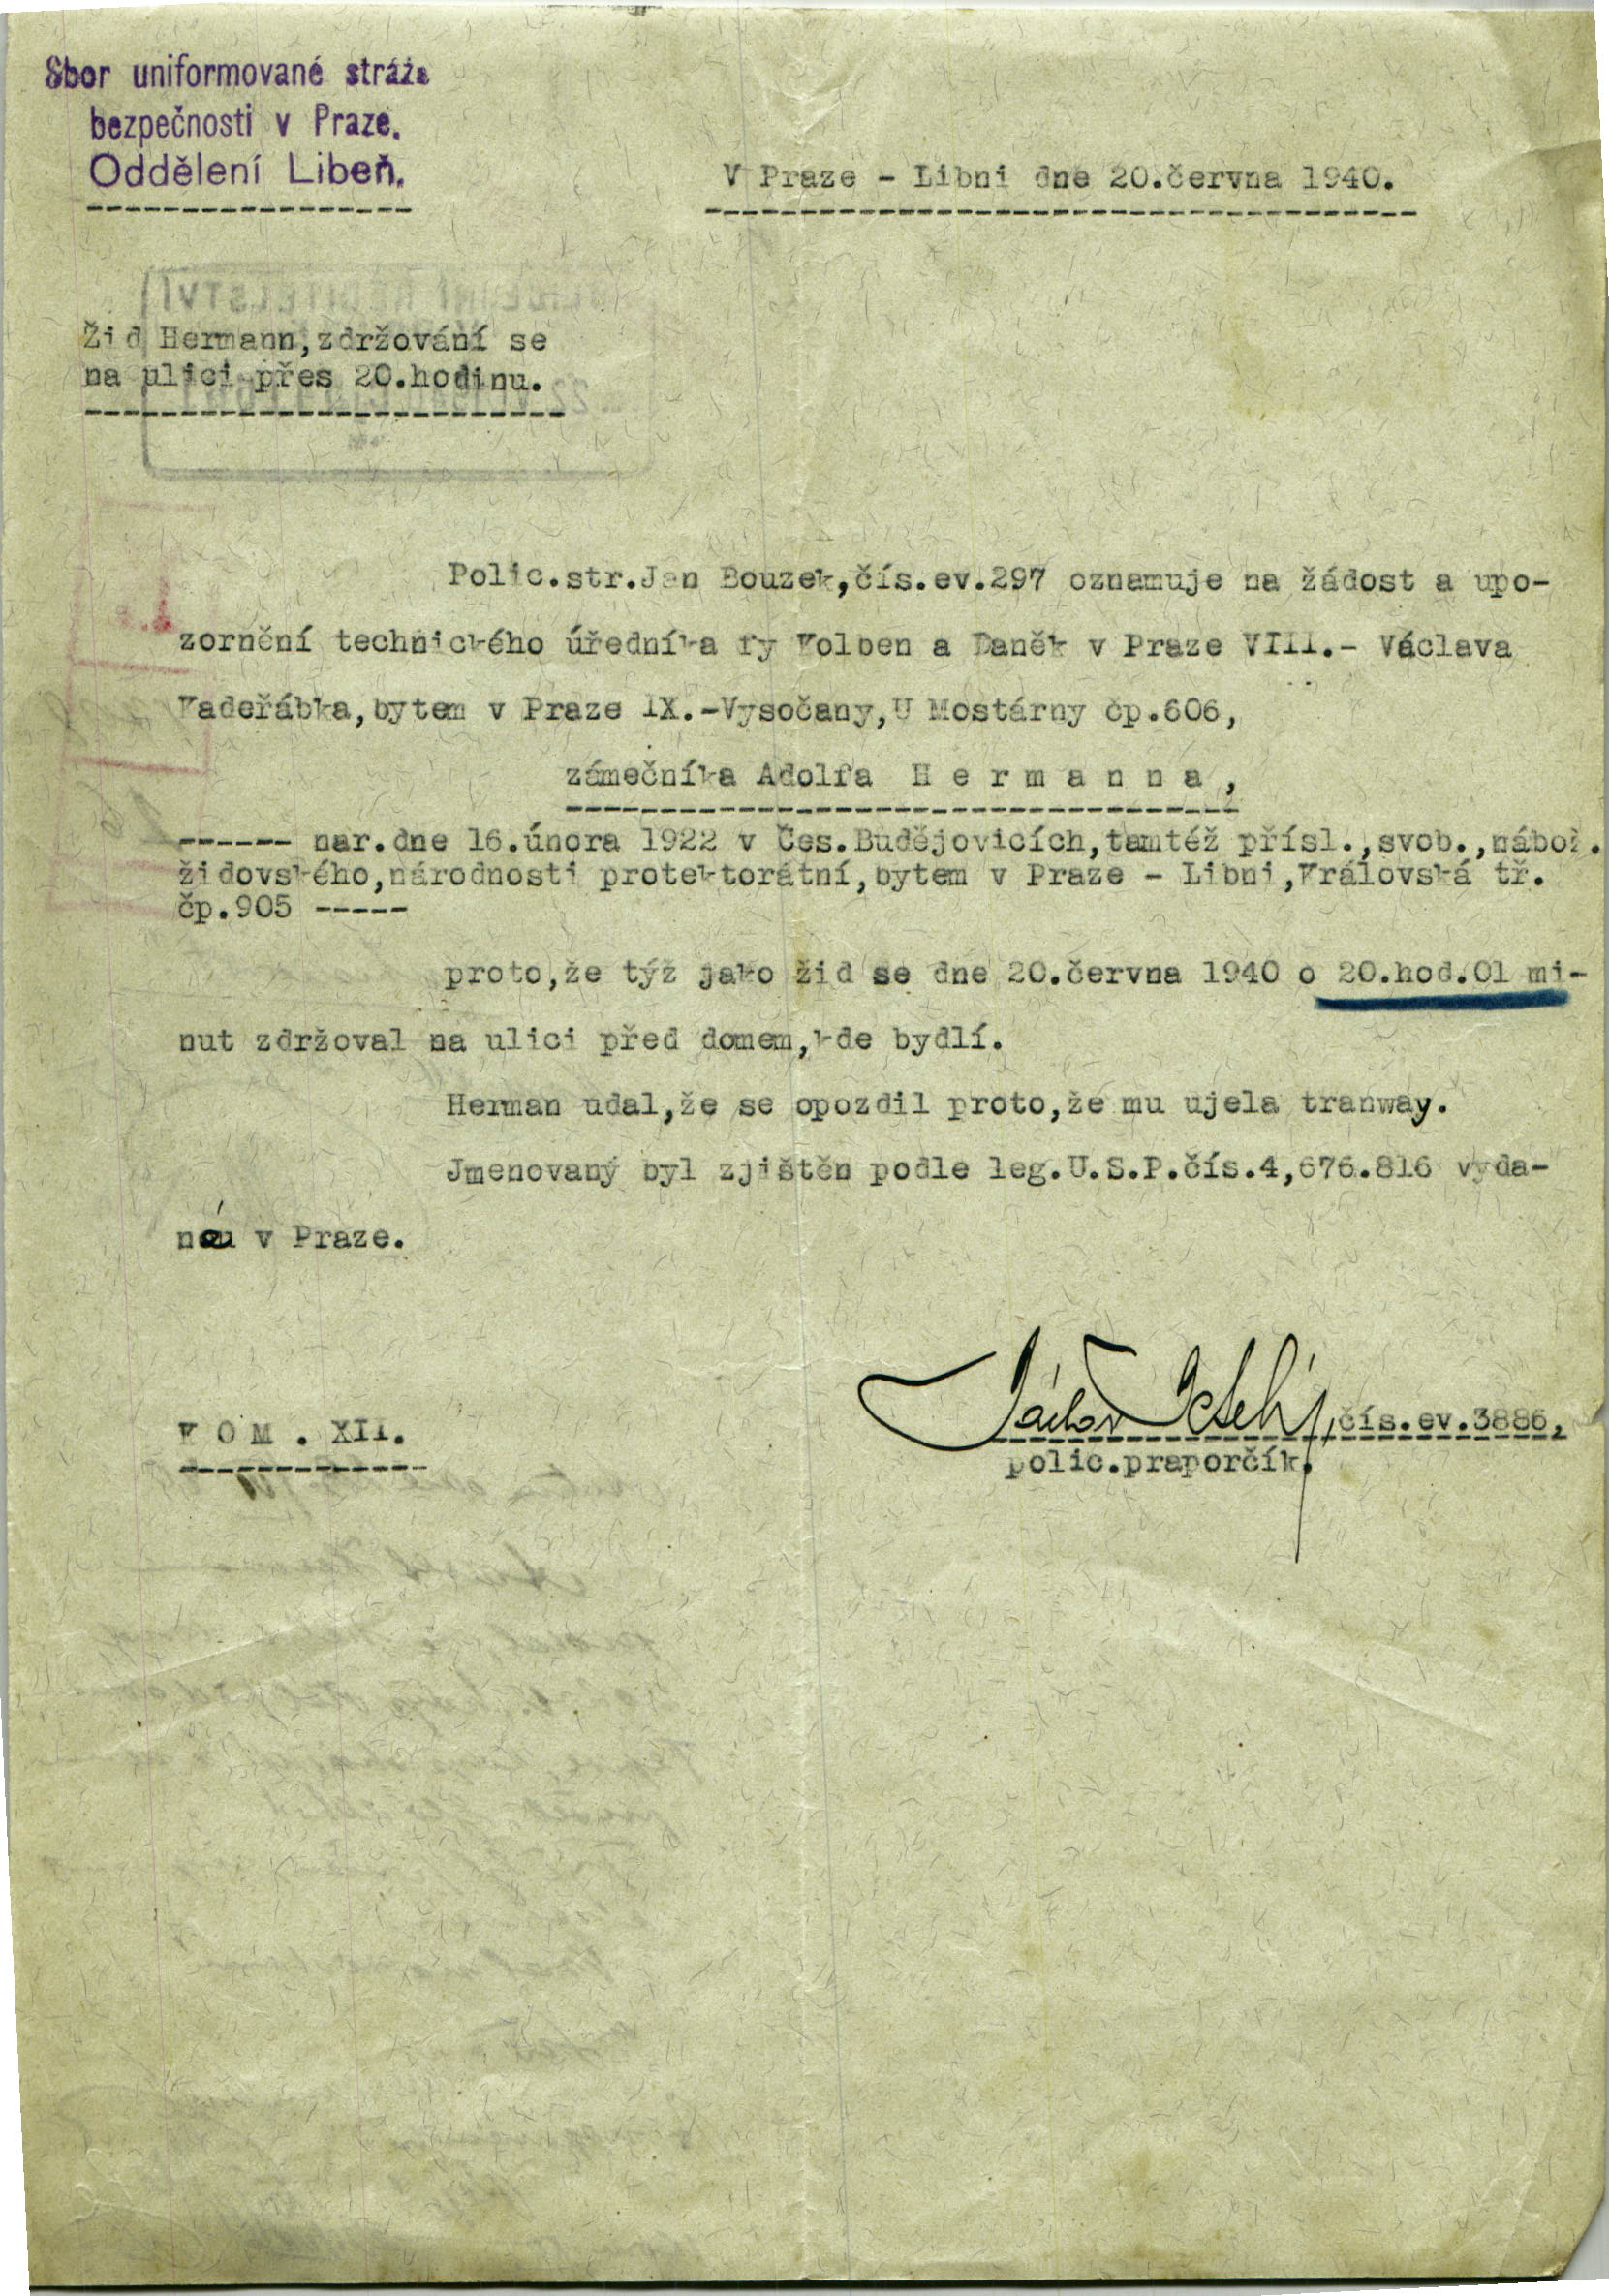 Sbor uniformované stráže
bezpečnosti v Praze.
Oddělení Libeň.
V Praze - Libni dne 20.června 1940.
Žid Hermann,zdržování se
na ulici přes 20.hodinu.
Polic.str.Jan Bouzek,čís.ev.297 oznamuje na žádost a upo-
zornění technického úředníka fy Kolben a Daněk v Praze VIII.- Václava
Kadeřábka,bytem v Praze IX.-Vysočany,U Mostárny čp.606,
zámečníka Adolfa H e r m a n n a ,
------ nar.dne 16.února 1922 v Čes.Budějovicích,tamtéž přísl.,svob.,nábož.
židovského,národnosti protektorátní,bytem v Praze - Libni,Královská tř.
čp.905 -----
proto,že týž jako žid se dne 20.června 1940 o 20.hod.01 mi-
nut zdržoval na ulici před domem,kde bydlí.
Herman udal,že se opozdil proto,že mu ujela tranway.
Jmenovaný byl zjištěn podle leg.U.S.P.čís.4,676.816 vyda-
né v Praze.
Václav ,čís.ev.3886,
K O M . XII.
polic.praporčík.